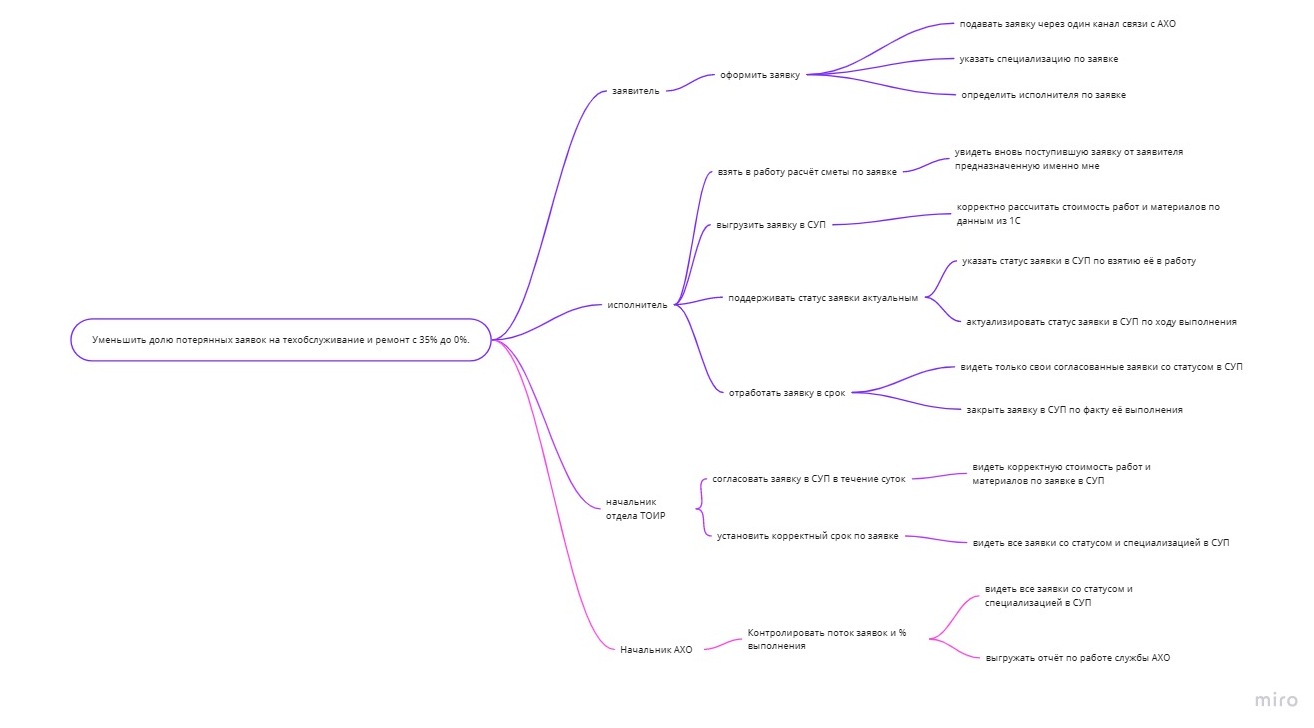 подавать заявку через один канал связи с АХО
указать специализацию по заявке
оформить заявку
заявитель
определить исполнителя по заявке
увидеть вновь поступившую заявку от заявителя
предназначенную именно мне
взять в работу расчёт сметы по заявке
корректно рассчитать стоимость работ и материалов по
данным из 1С
выгрузить заявку в СУП
указать статус заявки в СУП по взятию её в работу
поддерживать статус заявки актуальным
исполнитель
актуализировать статус заявки в СУП по ходу выполнения
Уменьшить долю потерянных заявок на техобслуживание и ремонт с 35% до 0%.
видеть только свои согласованные заявки со статусом в СУП
отработать заявку в срок
закрыть заявку в СУП по факту её выполнения
видеть корректную стоимость работ и
материалов по заявке в СУП
согласовать заявку в СУП в течение суток
начальник
отдела ТОИР
установить корректный срок по заявке
видеть все заявки со статусом и специализацией в СУП
видеть все заявки со статусом и
специализацией в СУП
Контролировать поток заявок и %
выполнения
Начальник АХО
выгружать отчёт по работе службы АХО
miro